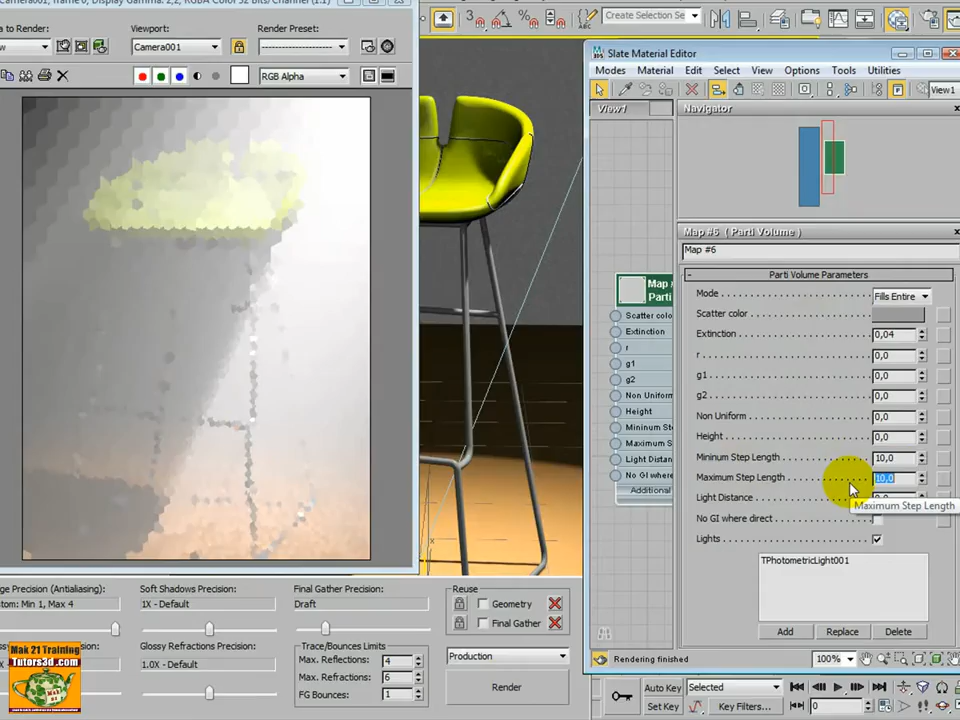 Camera001, frame 0, Display Gamma: 2,2, RGBA Color 32 Bits/Channel (1:1)
a to Render:
Viewport:
Render Preset:
Camera001
RGB Alpha
3
%
Create Selection Se
Slate Material Editor
Modes Material Edit Select View Options Tools Utilities
View1
View1
Navigator
Map #6 ( Parti Volume )
Map #6
Parti Volume Parameters
Mode
Fills Entire
Scatter color
Extinction
0,04
r
0,0
g1
0,0
g2
0,0
Non Uniform
0,0
Height
0,0
Mininum Step Length
10,0
Maximum Step Length
10,0
Light Distance
Maximum Step Length
No GI where direct
Lights
TPhotometricLight001
Add Replace Delete
Map
Parti
Scatter colo
Extinction
r
g1
g2
Non Uniform
Height
Mininum Ste
Maximum S
Light Distan
No GI where
Additional
Rendering finished
100%
ge Precision (Antialiasing):
tom: Min 1, Max 4
Soft Shadows Precision:
1X - Default
Final Gather Precision:
Draft
Glossy Refractions Precision:
1.0X - Default
Trace/Bounces Limits
Max. Reflections:
4
Max. Refractions:
6
FG Bounces:
1
Reuse
Geometry
Final Gather
Production
Render
Mak 21 Training
Tutors3d.com
Auto Key
Selected
Set Key
Key Filters...
0